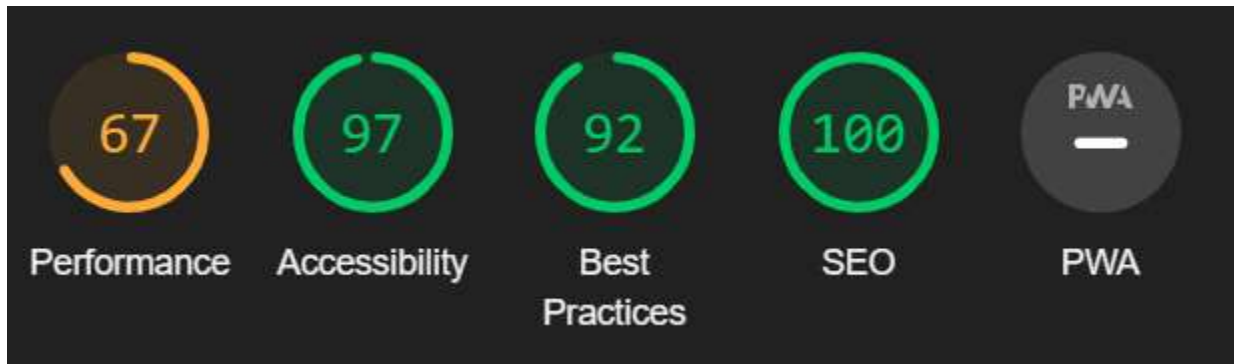 67
97
92
100
PWA
Performance
Accessibility
Best
Practices
SEO
PWA